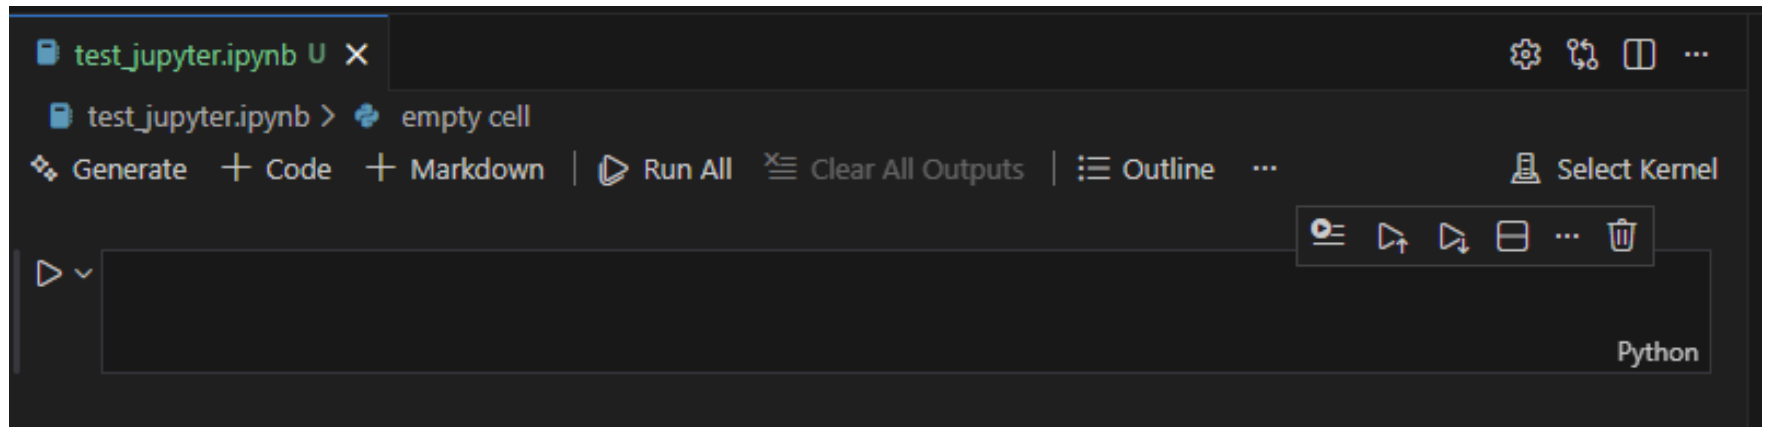 test_jupyter.ipynb U
test_jupyter.ipynb > empty cell
Generate + Code + Markdown | Run All Clear All Outputs | Outline ... Select Kernel
...
Python